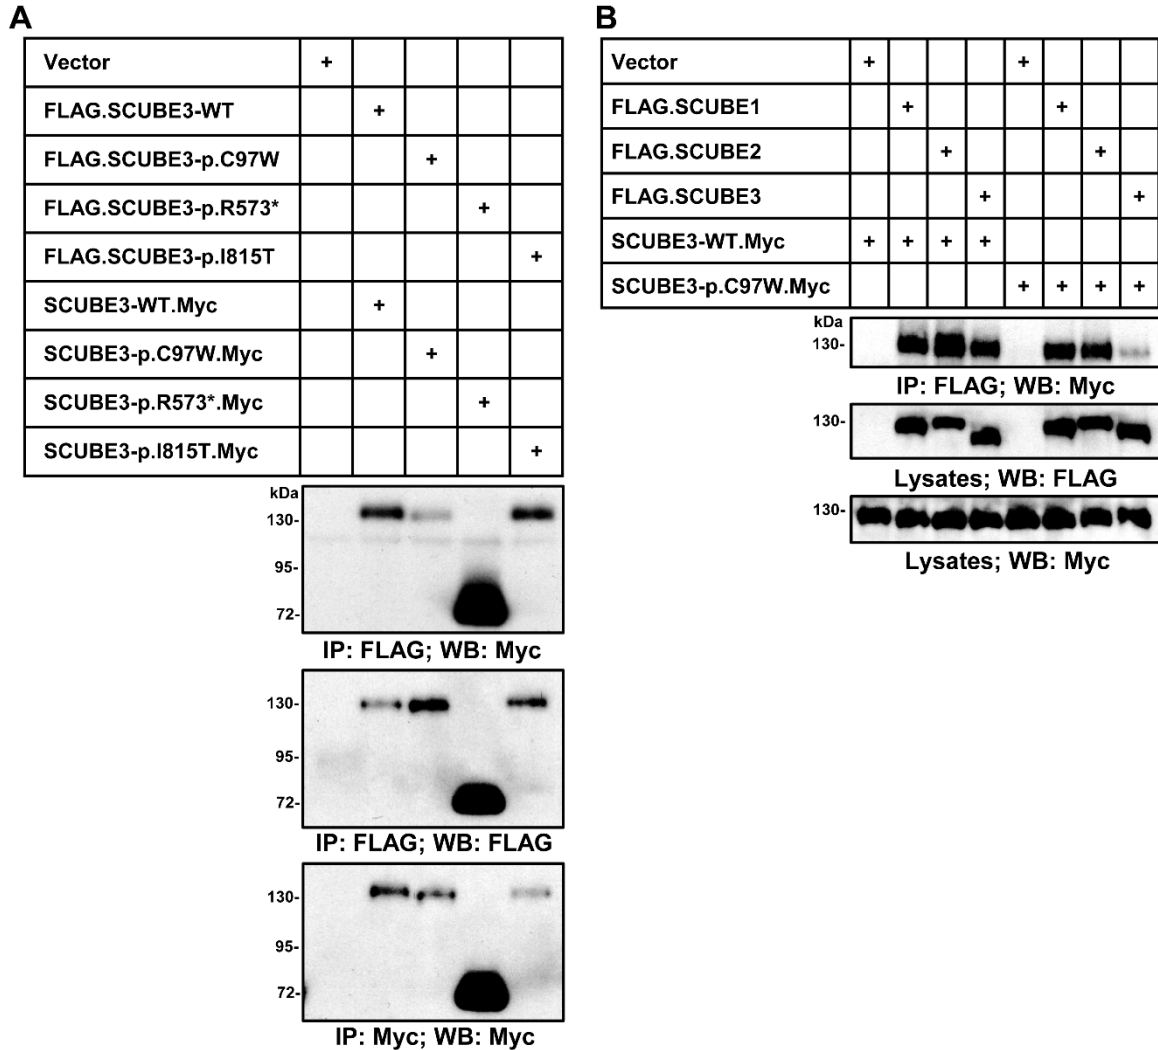 A
Vector +
FLAG.SCUBE3-WT +
FLAG.SCUBE3-p.C97W +
FLAG.SCUBE3-p.R573* +
FLAG.SCUBE3-p.I815T +
SCUBE3-WT.Myc +
SCUBE3-p.C97W.Myc +
SCUBE3-p.R573*.Myc +
SCUBE3-p.I815T.Myc +
kDa
130-
95-
72-
IP: FLAG; WB: Myc
130-
95-
72-
IP: FLAG; WB: FLAG
130-
95-
72-
IP: Myc; WB: Myc
B
Vector + +
FLAG.SCUBE1 + +
FLAG.SCUBE2 + +
FLAG.SCUBE3 + +
SCUBE3-WT.Myc + + + +
SCUBE3-p.C97W.Myc + + + +
kDa
130-
IP: FLAG; WB: Myc
130-
Lysates; WB: FLAG
130-
Lysates; WB: Myc